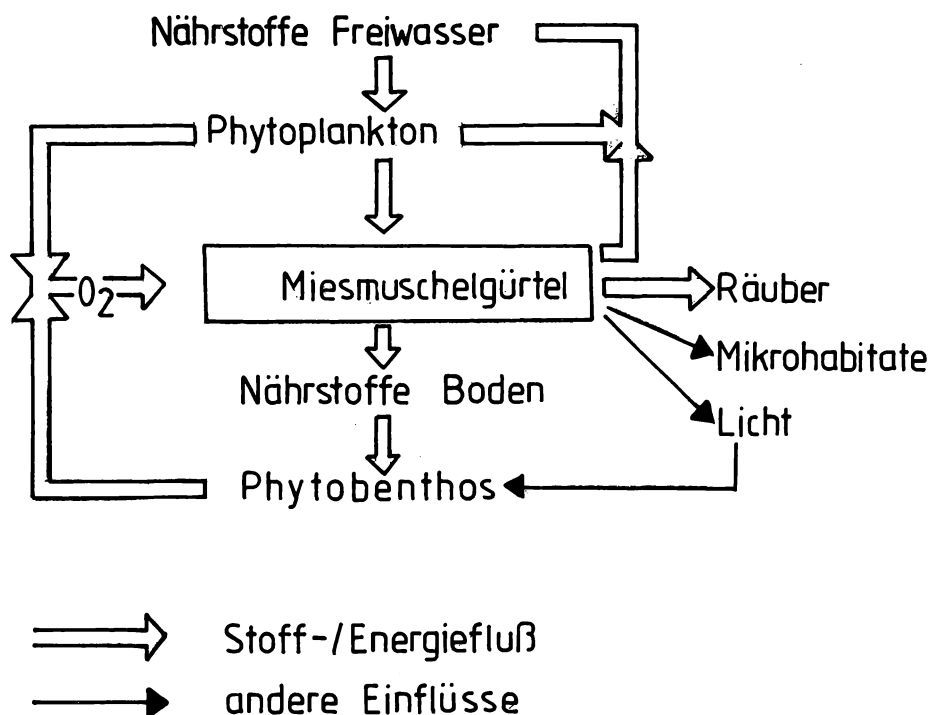 Nährstoffe Freiwasser
Phytoplankton
O2
Miesmuschelgürtel
Räuber
Mikrohabitate
Nährstoffe Boden
Licht
Phytobenthos
Stoff-/Energiefluß
andere Einflüsse